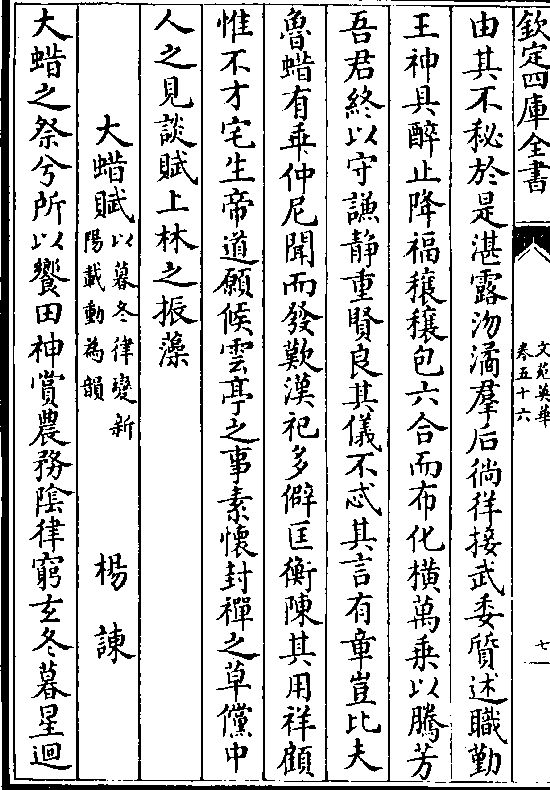 欽定四庫全書
文苑英華
卷五十六
七
由其不秘於是湛露沕潏羣后徜徉接武委質述職勤
王神具醉止降福穰穰包六合而布化橫萬乗以騰芳
吾君終以守謙靜重賢良其儀不忒其言有章豈比夫
魯蜡有乗仲尼聞而發歎漢祀多僻匡衡陳其用祥顧
惟不才宅生帝道願候雲亭之事素懷封禪之草儻中
人之見談賦上林之振藻
大蜡賦以暮冬律變新
陽載動為韻
楊諫
大蜡之祭兮所以饗田神賞農務隂律窮玄冬暮星迴